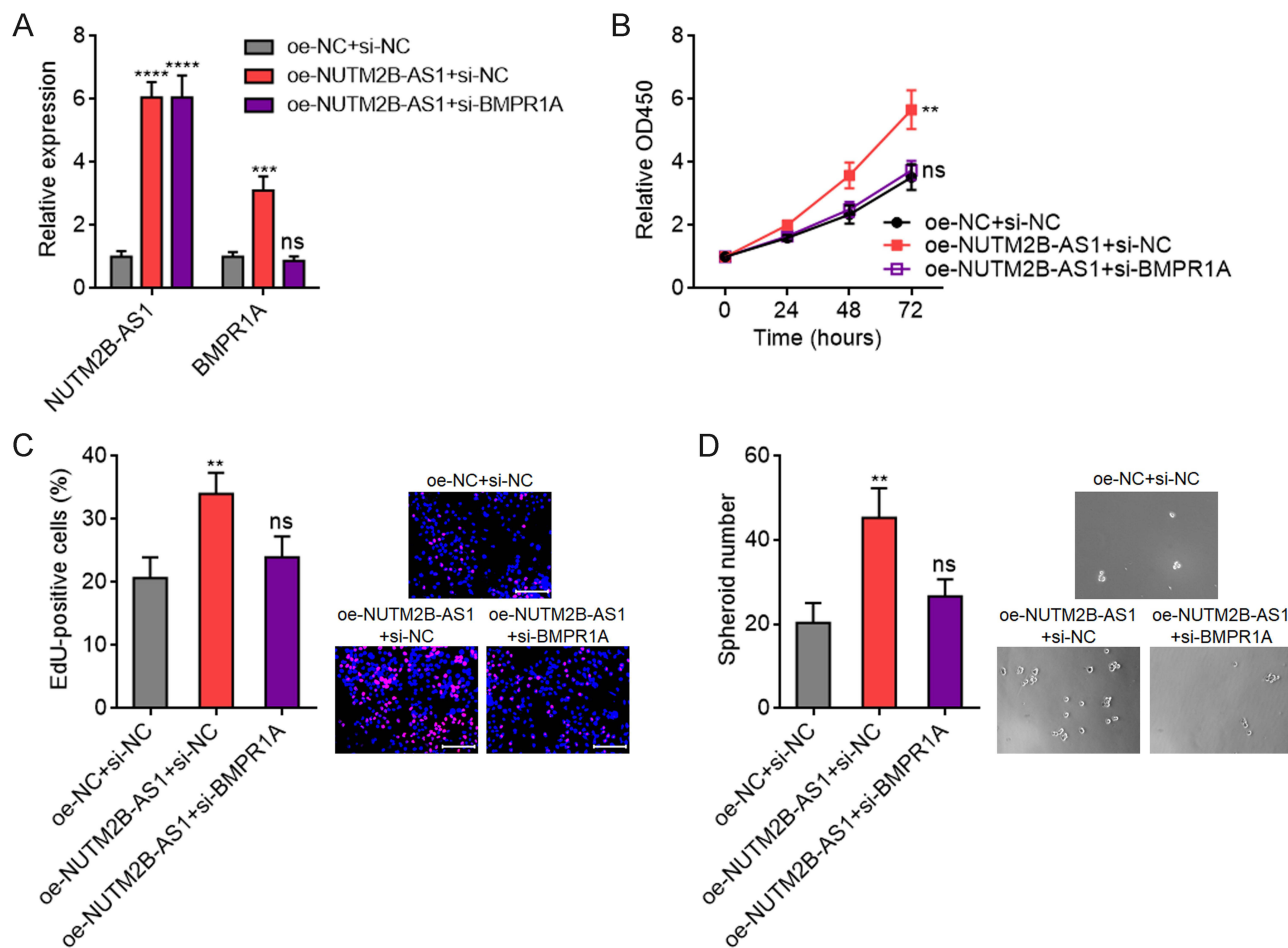 A
oe-NC+si-NC
oe-NUTM2B-AS1+si-NC
oe-NUTM2B-AS1+si-BMPR1A
Relative expression
8
6
4
2
0
**** ****
***
ns
NUTM2B-AS1
BMPR1A
B
Relative OD450
8
6
4
2
0
**
ns
oe-NC+si-NC
oe-NUTM2B-AS1+si-NC
oe-NUTM2B-AS1+si-BMPR1A
0 24 48 72
Time (hours)
C
EdU-positive cells (%)
40
30
20
10
0
**
ns
oe-NC+si-NC
oe-NUTM2B-AS1+si-NC
oe-NUTM2B-AS1+si-BMPR1A
oe-NC+si-NC
oe-NUTM2B-AS1
+si-NC
oe-NUTM2B-AS1
+si-BMPR1A
D
Spheroid number
60
40
20
0
**
ns
oe-NC+si-NC
oe-NUTM2B-AS1+si-NC
oe-NUTM2B-AS1+si-BMPR1A
oe-NC+si-NC
oe-NUTM2B-AS1
+si-NC
oe-NUTM2B-AS1
+si-BMPR1A